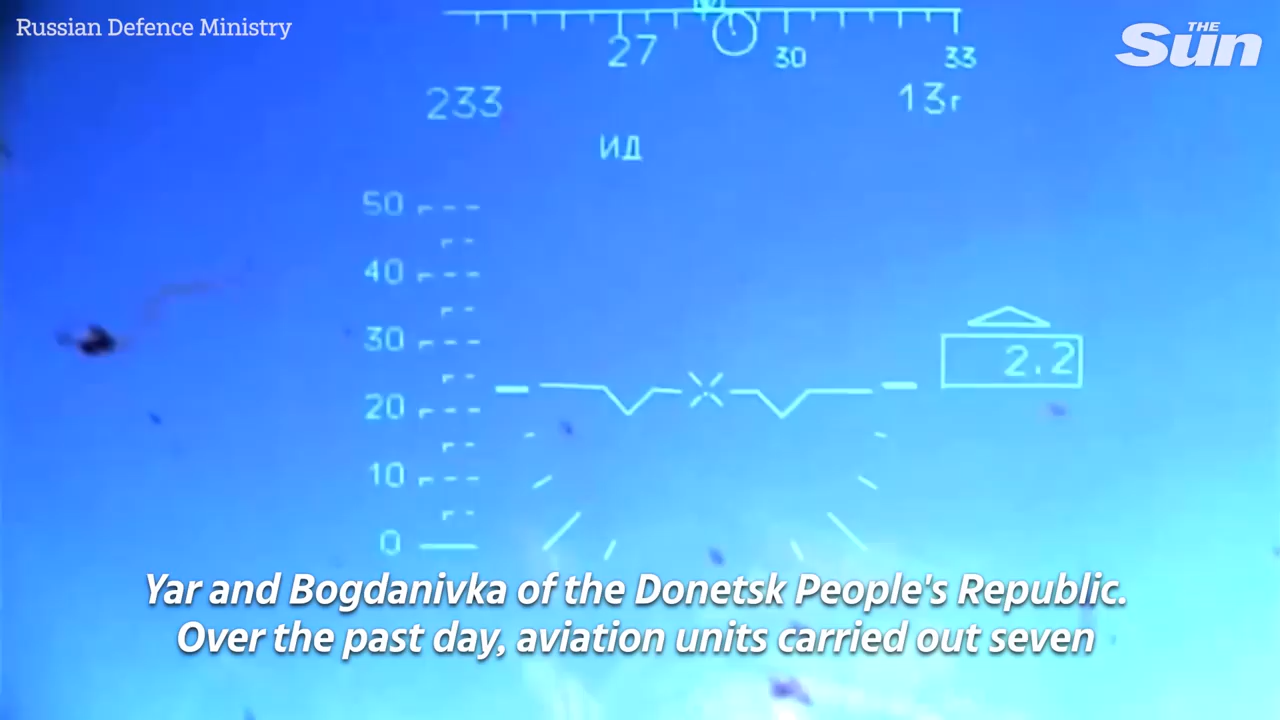 Russian Defence Ministry
THE
Sun
27
30
33
233
13г
ИД
50
40
30
2.2
20
10
0
Yar and Bogdanivka of the Donetsk People's Republic.
Over the past day, aviation units carried out seven